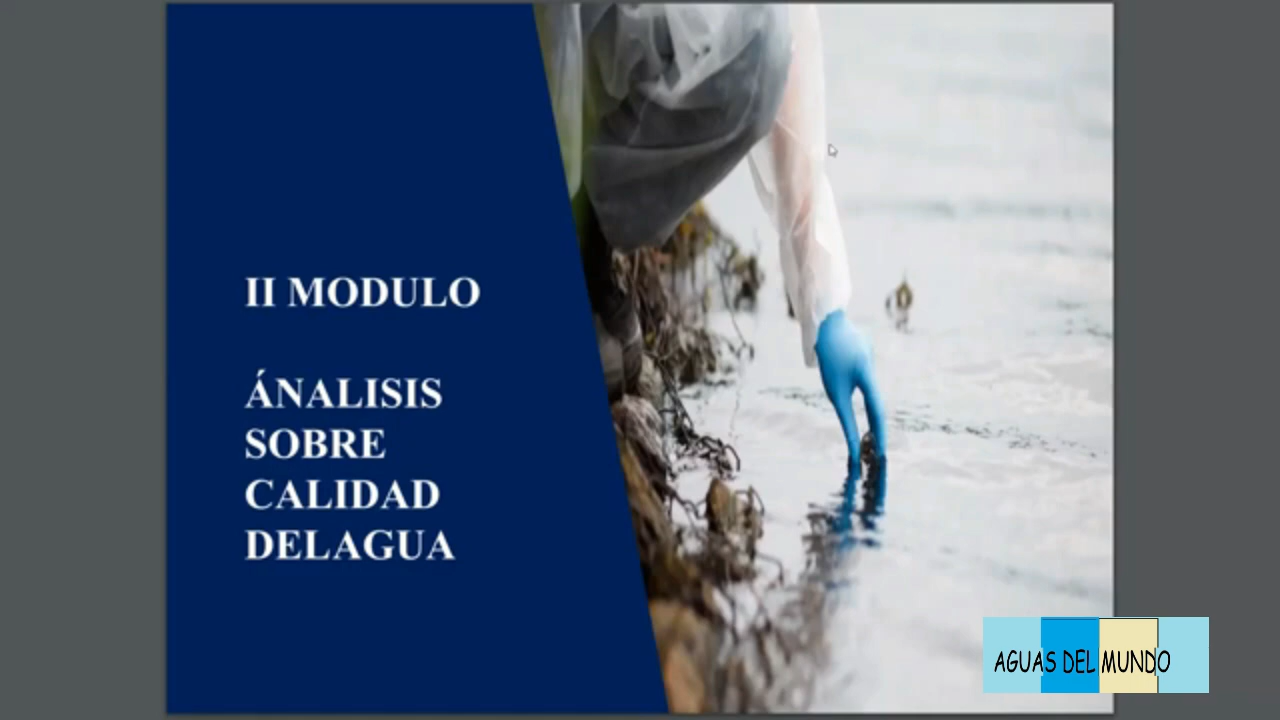 II MODULO
ÁNALISIS
SOBRE
CALIDAD
DELAGUA
AGUAS DEL MUNDO